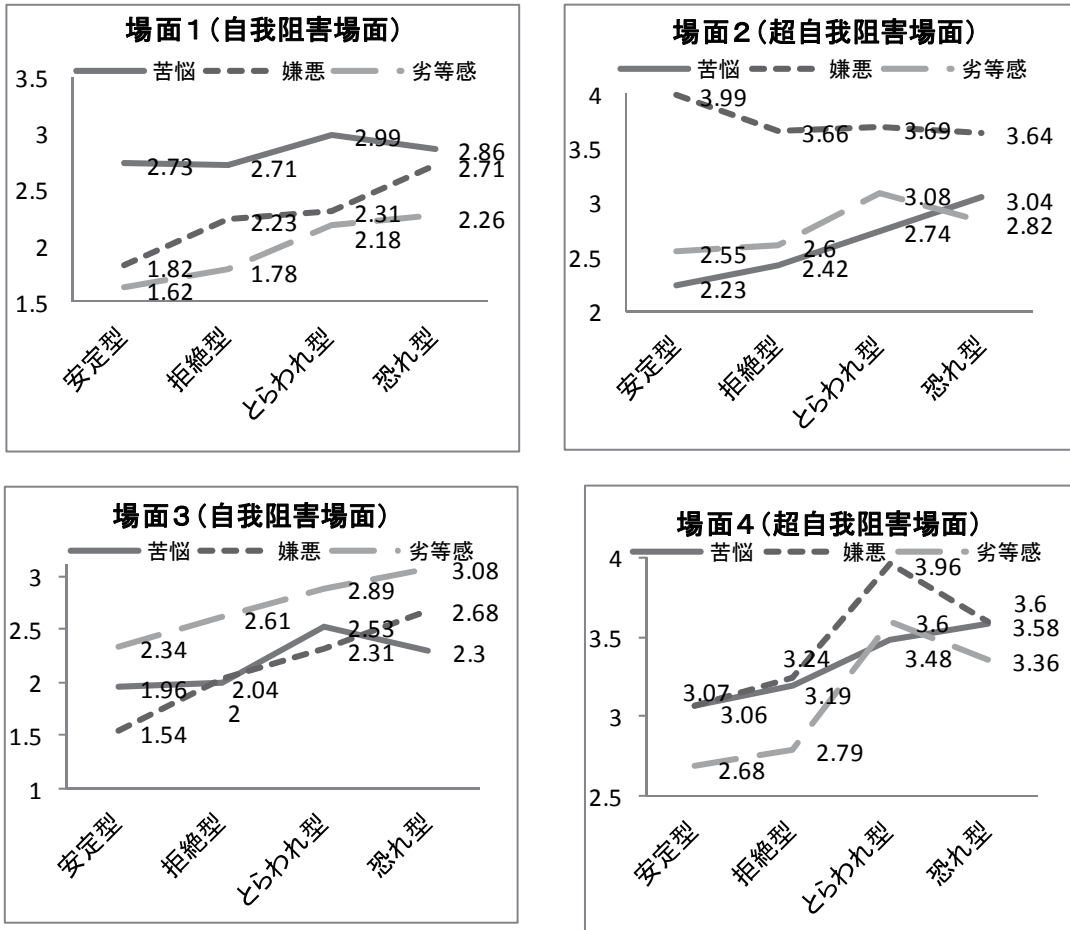 場面１（自我阻害場面）
苦悩 嫌悪 劣等感
3.5
3
2.5
2
1.5
2.73 2.71 2.99 2.86
1.82 2.23 2.31 2.71
1.62 1.78 2.18 2.26
安定型 拒絶型 とらわれ型 恐れ型
場面２（超自我阻害場面）
苦悩 嫌悪 劣等感
4
3.5
3
2.5
2
3.99 3.66 3.69 3.64
2.55 2.6 3.08 2.82
2.23 2.42 2.74 3.04
安定型 拒絶型 とらわれ型 恐れ型
場面３（自我阻害場面）
苦悩 嫌悪 劣等感
3
2.5
2
1.5
1
2.34 2.61 2.89 3.08
1.96 2 2.53 2.3
1.54 2.04 2.31 2.68
安定型 拒絶型 とらわれ型 恐れ型
場面４（超自我阻害場面）
苦悩 嫌悪 劣等感
4
3.5
3
2.5
3.07 3.24 3.96 3.6
3.06 3.19 3.48 3.58
2.68 2.79 3.6 3.36
安定型 拒絶型 とらわれ型 恐れ型